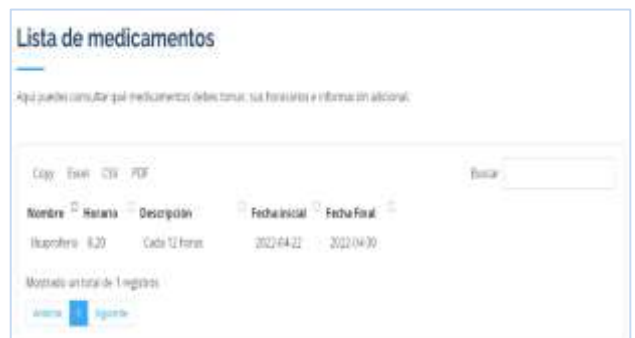 Lista de medicamentos
Aquí puedes consultar qué medicamentos debes tomar, sus horarios e información adicional.
Copy Excel CSV PDF Buscar
Nombre Horario Descripción Fecha inicial Fecha Final
Ibuprofeno 8:20 Cada 12 horas 2022-04-22 2022-04-30
Mostrado un total de 1 registros
Anterior 1 Siguiente